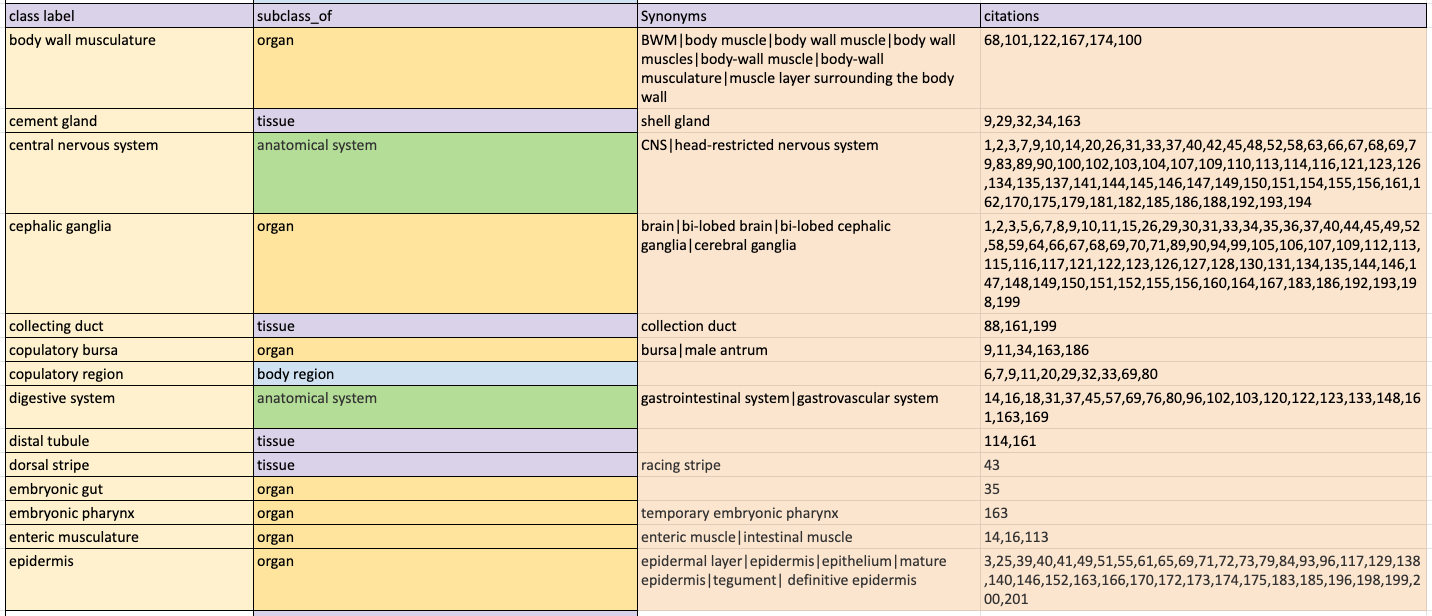 class label subclass_of Synonyms citations
body wall musculature organ BWM|body muscle|body wall muscle|body wall 68,101,122,167,174,100
muscles|body-wall muscle|body-wall
musculature|muscle layer surrounding the body
wall
cement gland tissue shell gland 9,29,32,34,163
central nervous system anatomical system CNS|head-restricted nervous system 1,2,3,7,9,10,14,20,26,31,33,37,40,42,45,48,52,58,63,66,67,68,69,7
9,83,89,90,100,102,103,104,107,109,110,113,114,116,121,123,126
,134,135,137,141,144,145,146,147,149,150,151,154,155,156,161,1
62,170,175,179,181,182,185,186,188,192,193,194
cephalic ganglia organ brain|bi-lobed brain|bi-lobed cephalic 1,2,3,5,6,7,8,9,10,11,15,26,29,30,31,33,34,35,36,37,40,44,45,49,52
ganglia|cerebral ganglia ,58,59,64,66,67,68,69,70,71,89,90,94,99,105,106,107,109,112,113,
115,116,117,121,122,123,126,127,128,130,131,134,135,144,146,1
47,148,149,150,151,152,155,156,160,164,167,183,186,192,193,19
8,199
collecting duct tissue collection duct 88,161,199
copulatory bursa organ bursa|male antrum 9,11,34,163,186
copulatory region body region 6,7,9,11,20,29,32,33,69,80
digestive system anatomical system gastrointestinal system|gastrovascular system 14,16,18,31,37,45,57,69,76,80,96,102,103,120,122,123,133,148,16
1,163,169
distal tubule tissue 114,161
dorsal stripe tissue racing stripe 43
embryonic gut organ 35
embryonic pharynx organ temporary embryonic pharynx 163
enteric musculature organ enteric muscle|intestinal muscle 14,16,113
epidermis organ epidermal layer|epidermis|epithelium|mature 3,25,39,40,41,49,51,55,61,65,69,71,72,73,79,84,93,96,117,129,138
epidermis|tegument| definitive epidermis ,140,146,152,163,166,170,172,173,174,175,183,185,196,198,199,2
00,201